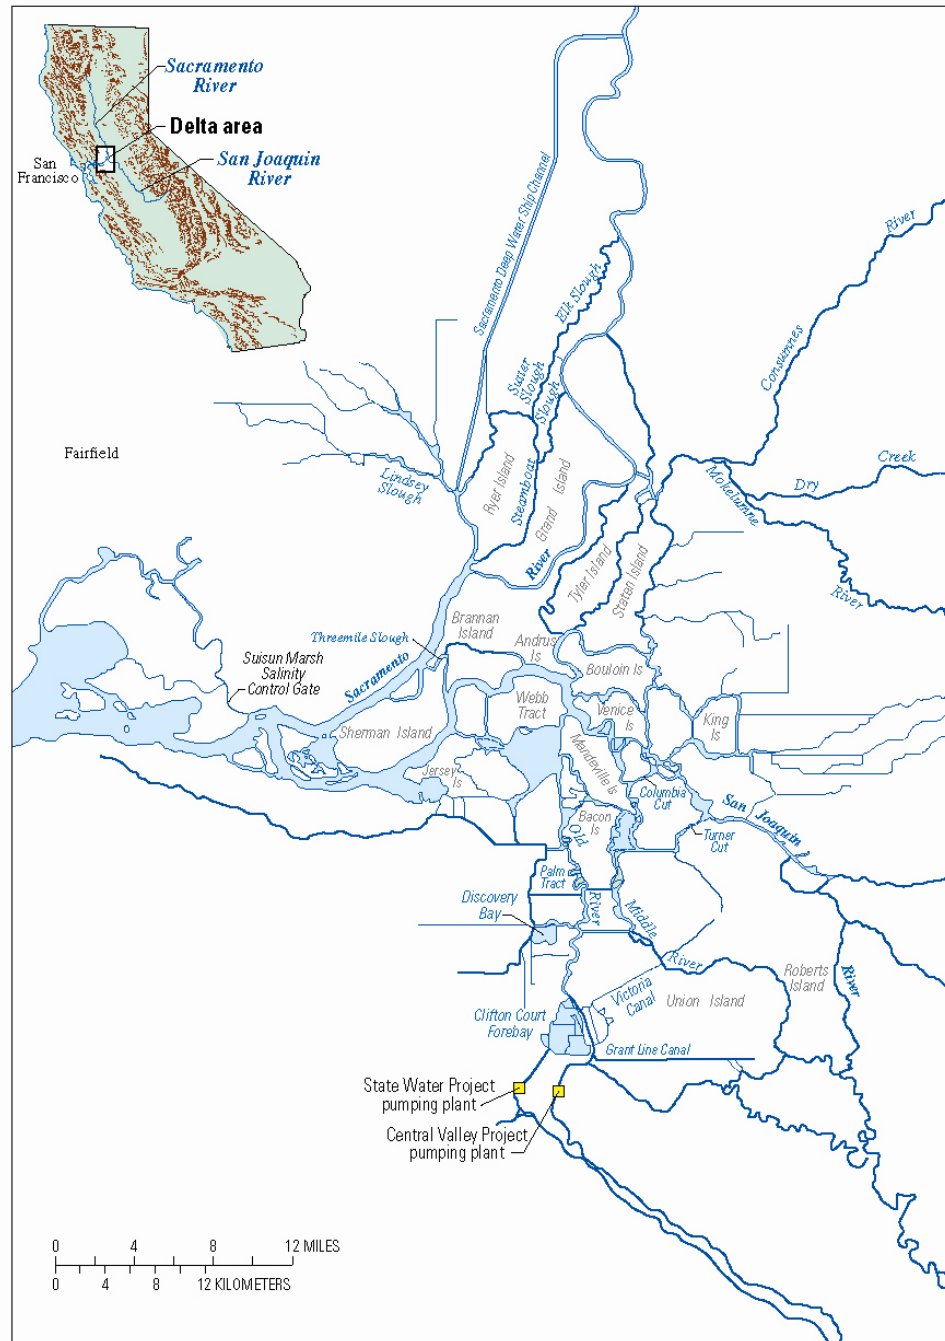 Sacramento
River
Delta area
San
Francisco
San Joaquin
River
Sacramento Deep Water Ship Channel
Elk Slough
River
Consumnes
Sutter
Slough
Steamboat
Slough
Fairfield
Lindsey
Slough
Ryer Island
Grand Island
River
Mokelumne
River
Dry
Creek
Tyler Island
Staten Island
Brannan
Island
Andrus
Is
Threemile Slough
Sacramento
Suisun Marsh
Salinity
Control Gate
Bouloin Is
Webb
Tract
Venice
Is
King
Is
Sherman Island
Mandeville Is
Jersey
Is
Columbia
Cut
San
Joaquin
River
Bacon
Is
Turner
Cut
Old
River
Palm
Tract
Discovery
Bay
Middle
River
Roberts
Island
Victoria
Canal
Union Island
Clifton Court
Forebay
Grant Line Canal
State Water Project
pumping plant
Central Valley Project
pumping plant
0 4 8 12 MILES
0 4 8 12 KILOMETERS